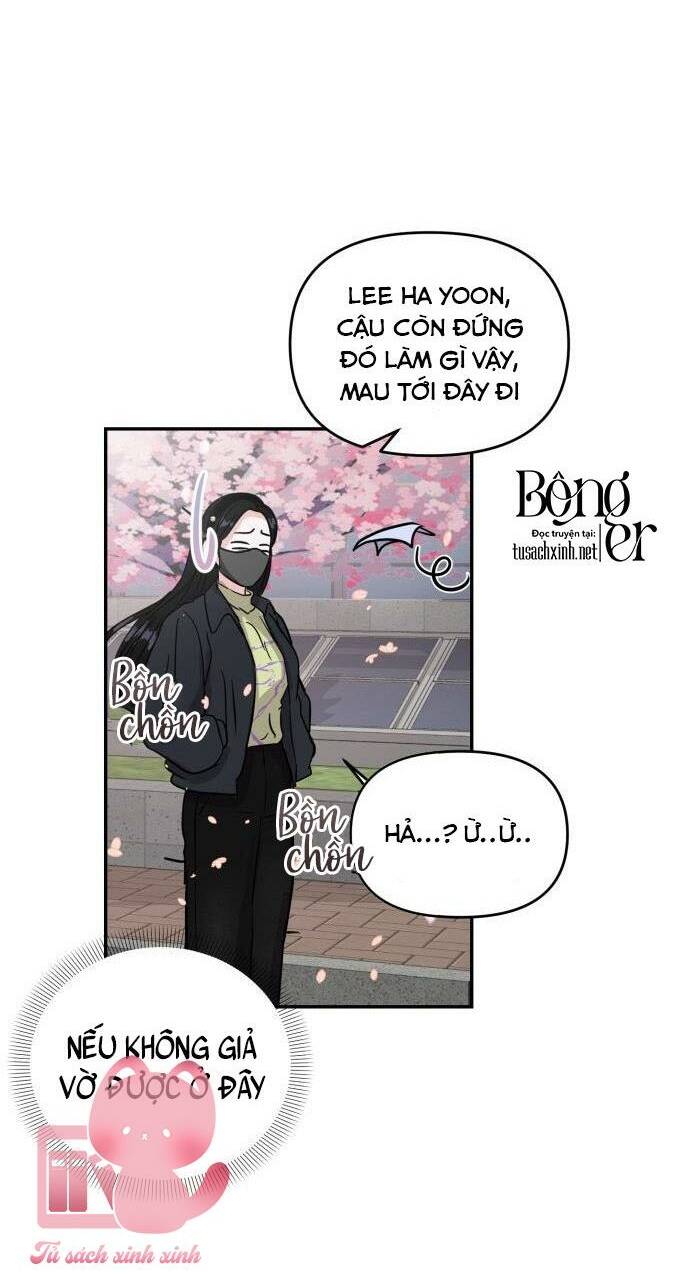 LEE HA YOON,
CẬU CÒN ĐỨNG
ĐÓ LÀM GÌ VẬY,
MAU TỚI ĐÂY ĐI
Bông
er
Đọc truyện tại:
tusachxinh.net
Bồn
chồn
Bồn
chồn
HẢ...? Ừ..Ừ..
NẾU KHÔNG GIẢ
VỜ ĐƯỢC Ở ĐÂY
Tủ sách xinh xinh